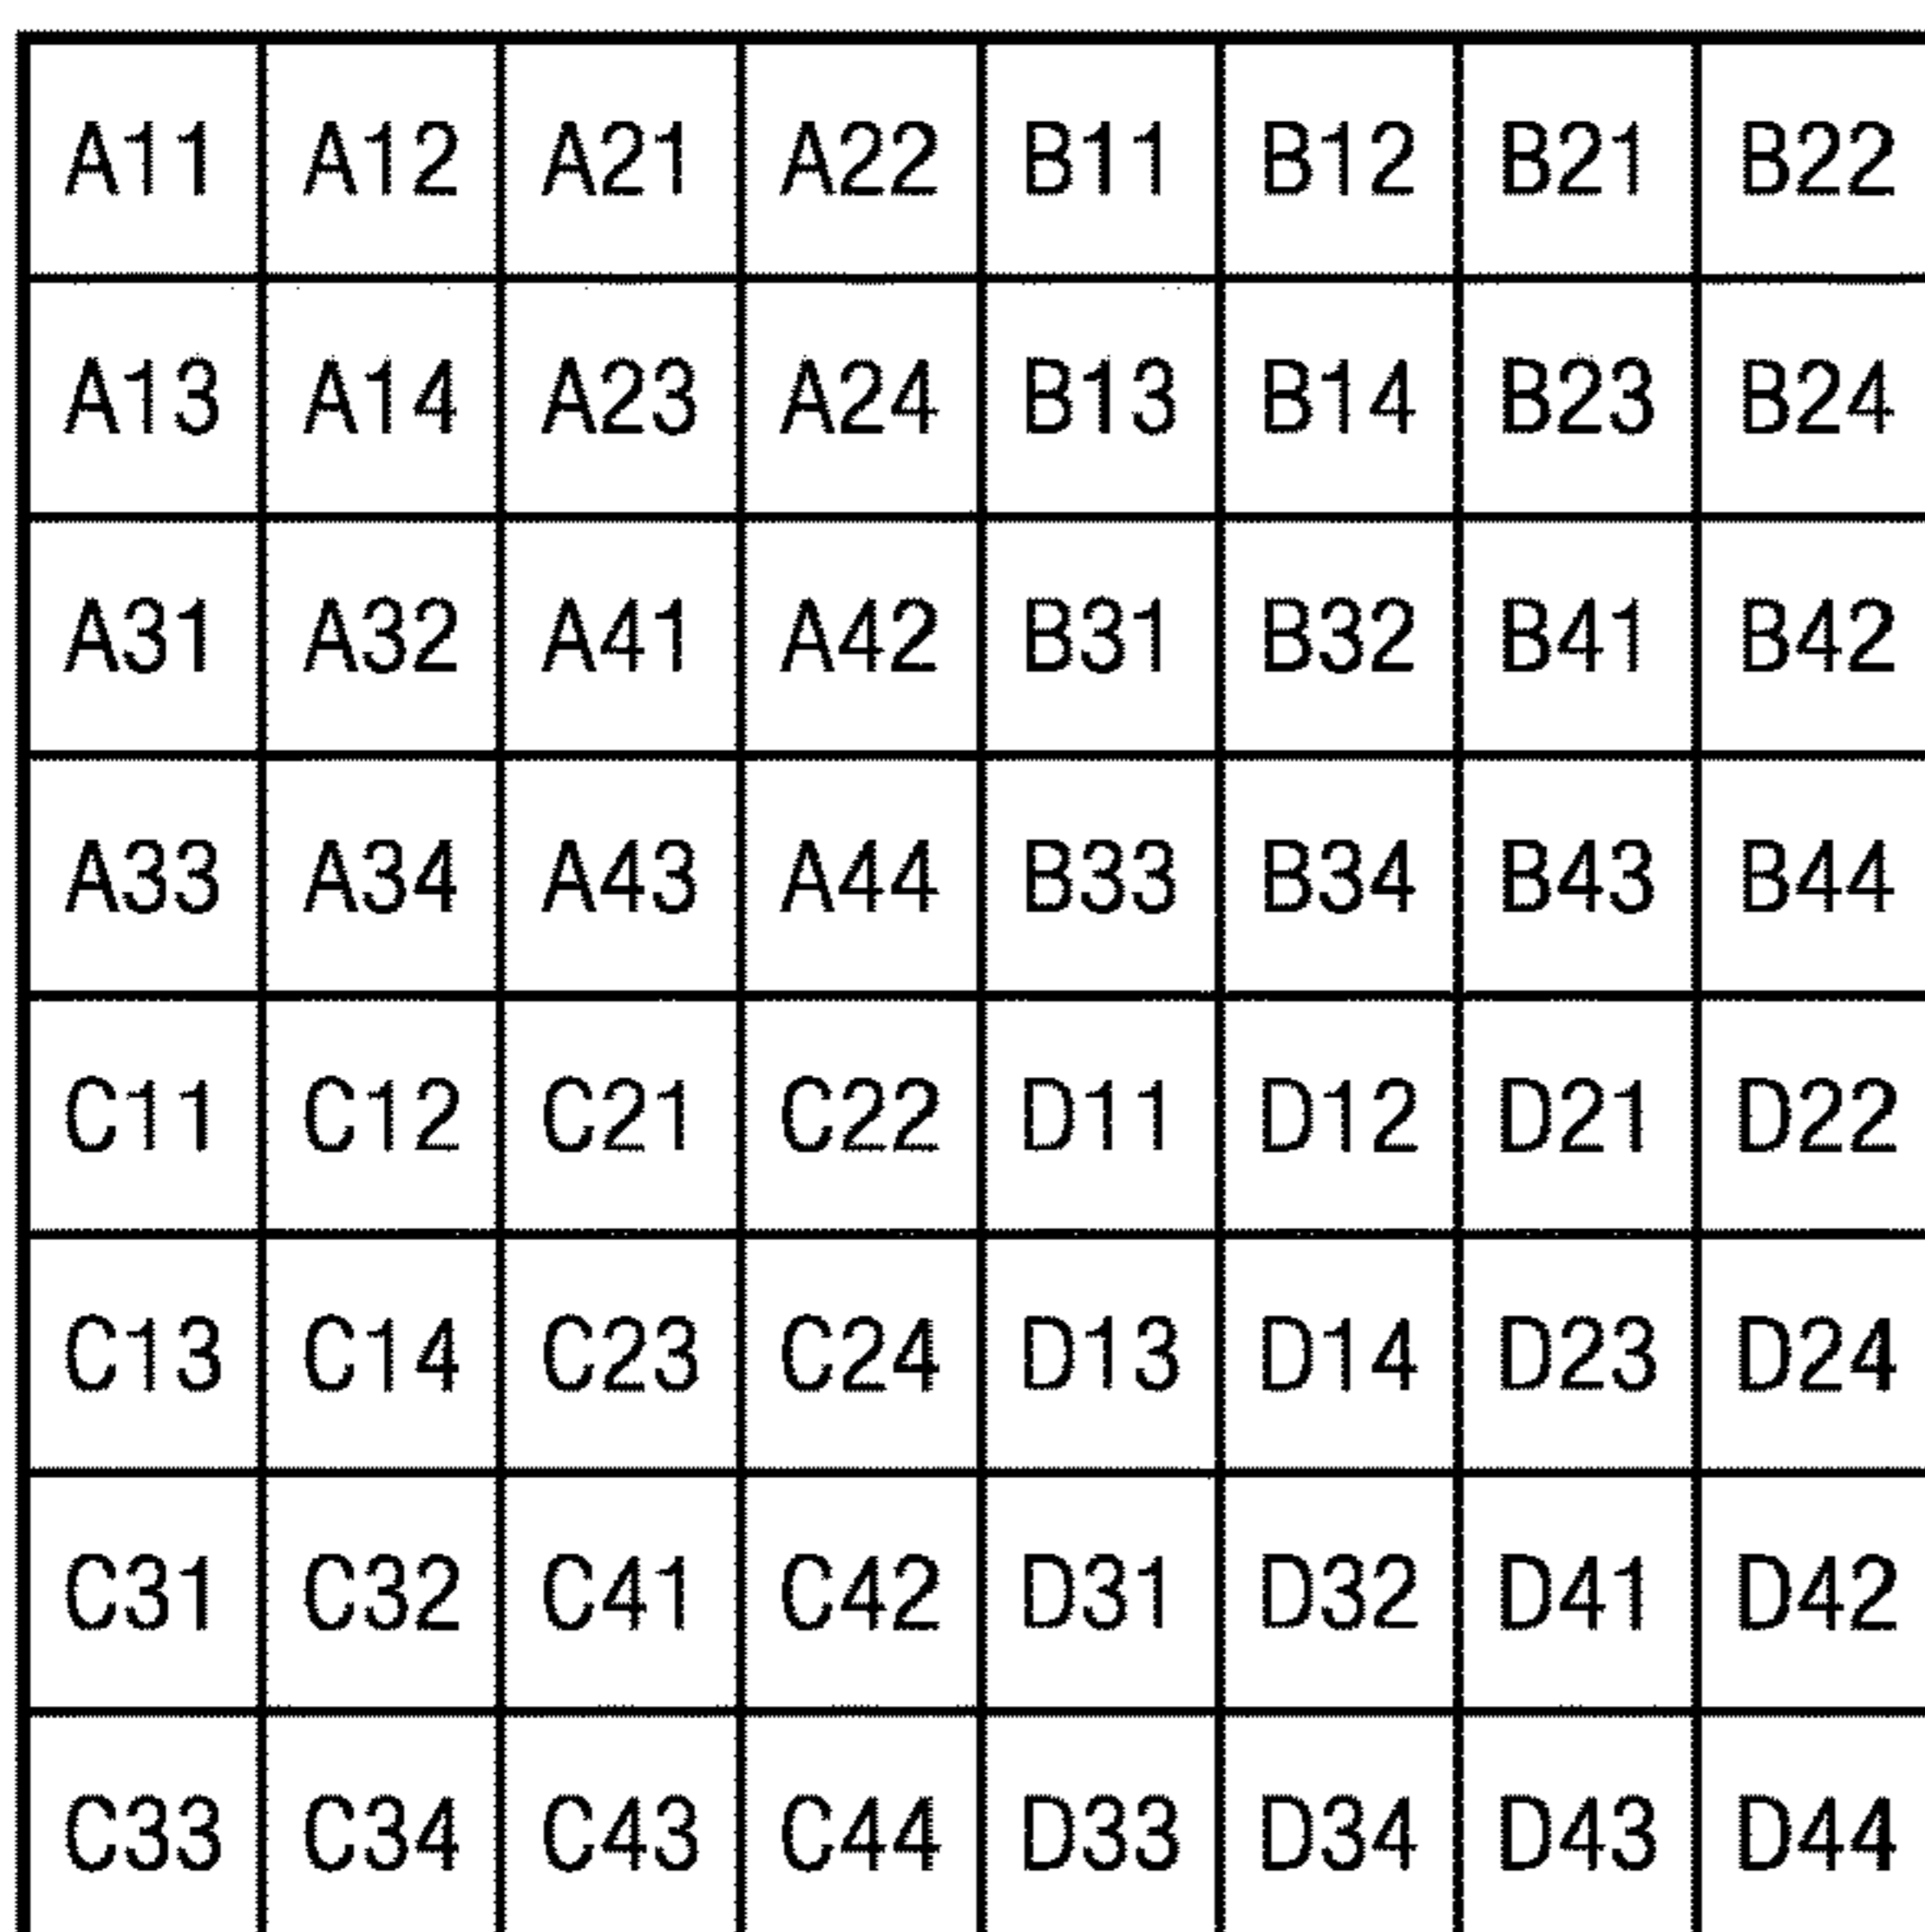 A11 A12 A21 A22 B11 B12 B21 B22
A13 A14 A23 A24 B13 B14 B23 B24
A31 A32 A41 A42 B31 B32 B41 B42
A33 A34 A43 A44 B33 B34 B43 B44
C11 C12 C21 C22 D11 D12 D21 D22
C13 C14 C23 C24 D13 D14 D23 D24
C31 C32 C41 C42 D31 D32 D41 D42
C33 C34 C43 C44 D33 D34 D43 D44